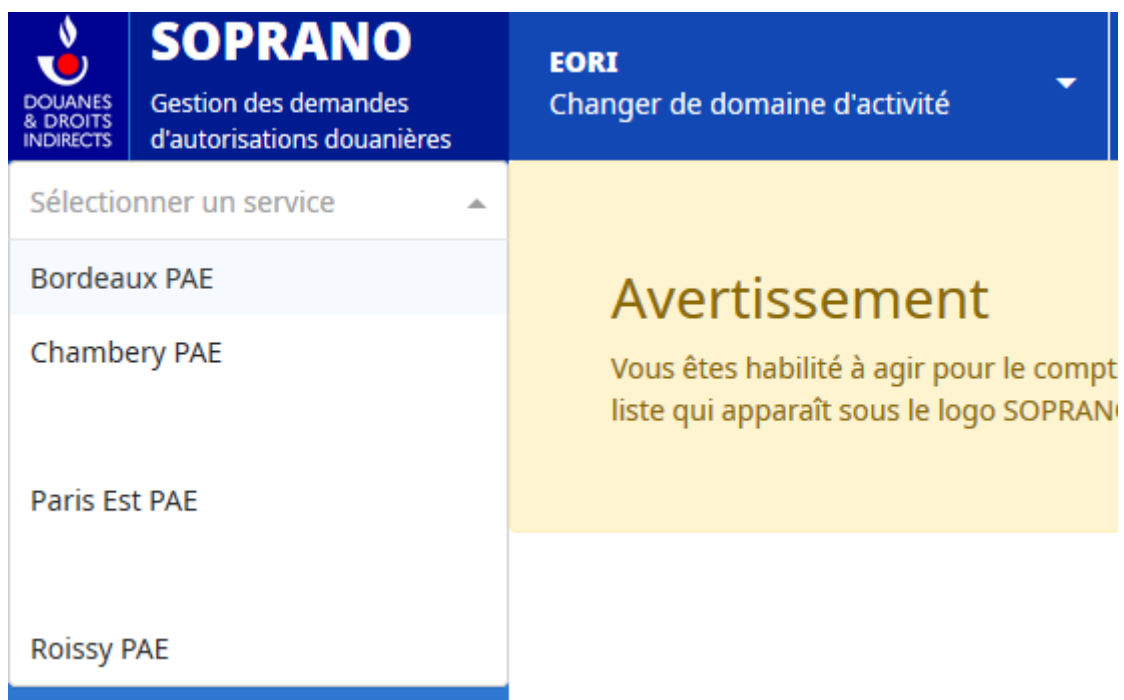 DOUANES
& DROITS
INDIRECTS
SOPRANO
Gestion des demandes
d'autorisations douanières
EORI
Changer de domaine d'activité
Sélectionner un service
Bordeaux PAE
Chambery PAE
Paris Est PAE
Roissy PAE
Avertissement
Vous êtes habilité à agir pour le compt
liste qui apparaît sous le logo SOPRAN